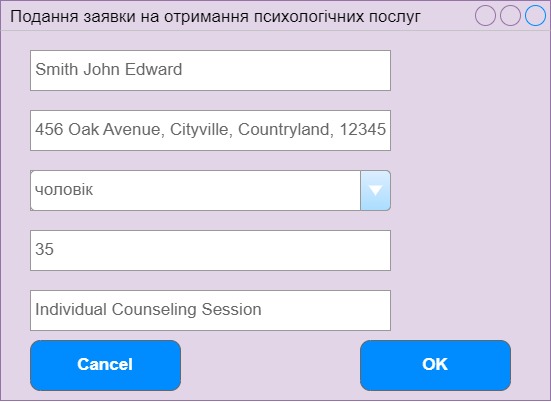 Подання заявки на отримання психологічних послуг
Smith John Edward
456 Oak Avenue, Cityville, Countryland, 12345
чоловік
35
Individual Counseling Session
Cancel
OK